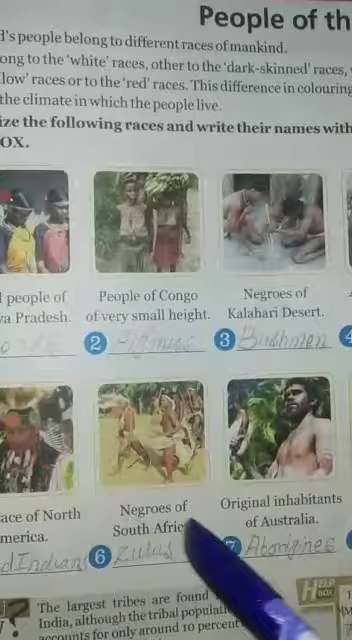 People of th
's people belong to different races of mankind.
ong to the 'white' races, other to the 'dark-skinned' races,
low' races or to the 'red' races. This difference in colouring
the climate in which the people live.
ize the following races and write their names with
OX.
people of
a Pradesh.
People of Congo
of very small height.
Negroes of
Kalahari Desert.
2 Pigmies
3 Bushmen
4
ace of North
merica.
Negroes of
South Afric
Original inhabitants
of Australia.
d Indian
6 Zulus
7 Aborigines
?
The largest tribes are found
India, although the tribal populati
accounts for only around 10 percent
HELP
BOX